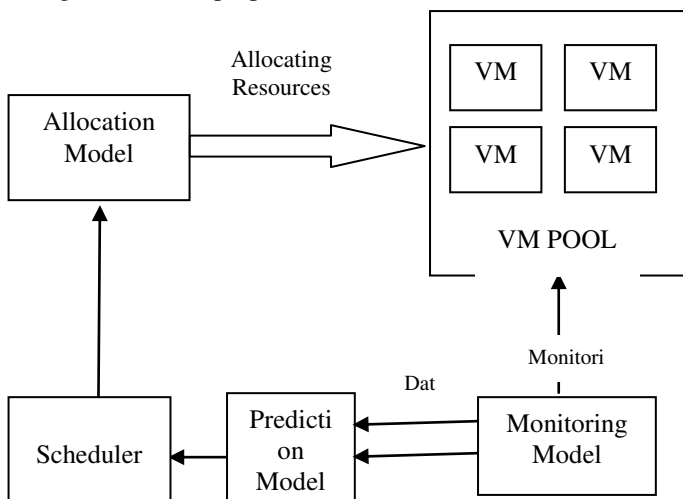 Allocating
Resources
VM VM
Allocation
Model
VM VM
VM POOL
Monitori
Dat
Scheduler
Predicti
on
Model
Monitoring
Model